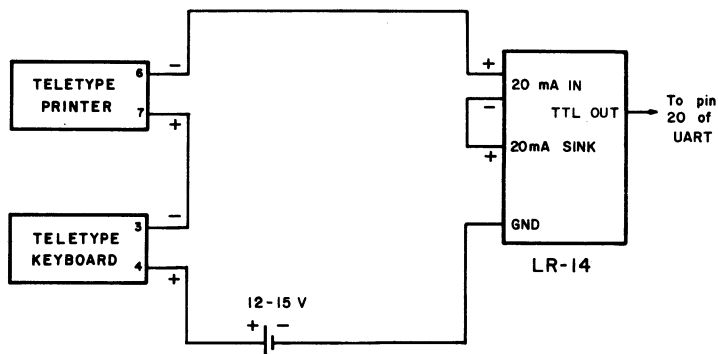 TELETYPE
PRINTER
6
−
7
+
TELETYPE
KEYBOARD
3
−
4
+
12-15 V
+ −
+
20 mA IN
−
TTL OUT
+
20mA SINK
GND
LR-14
To pin
20 of
UART